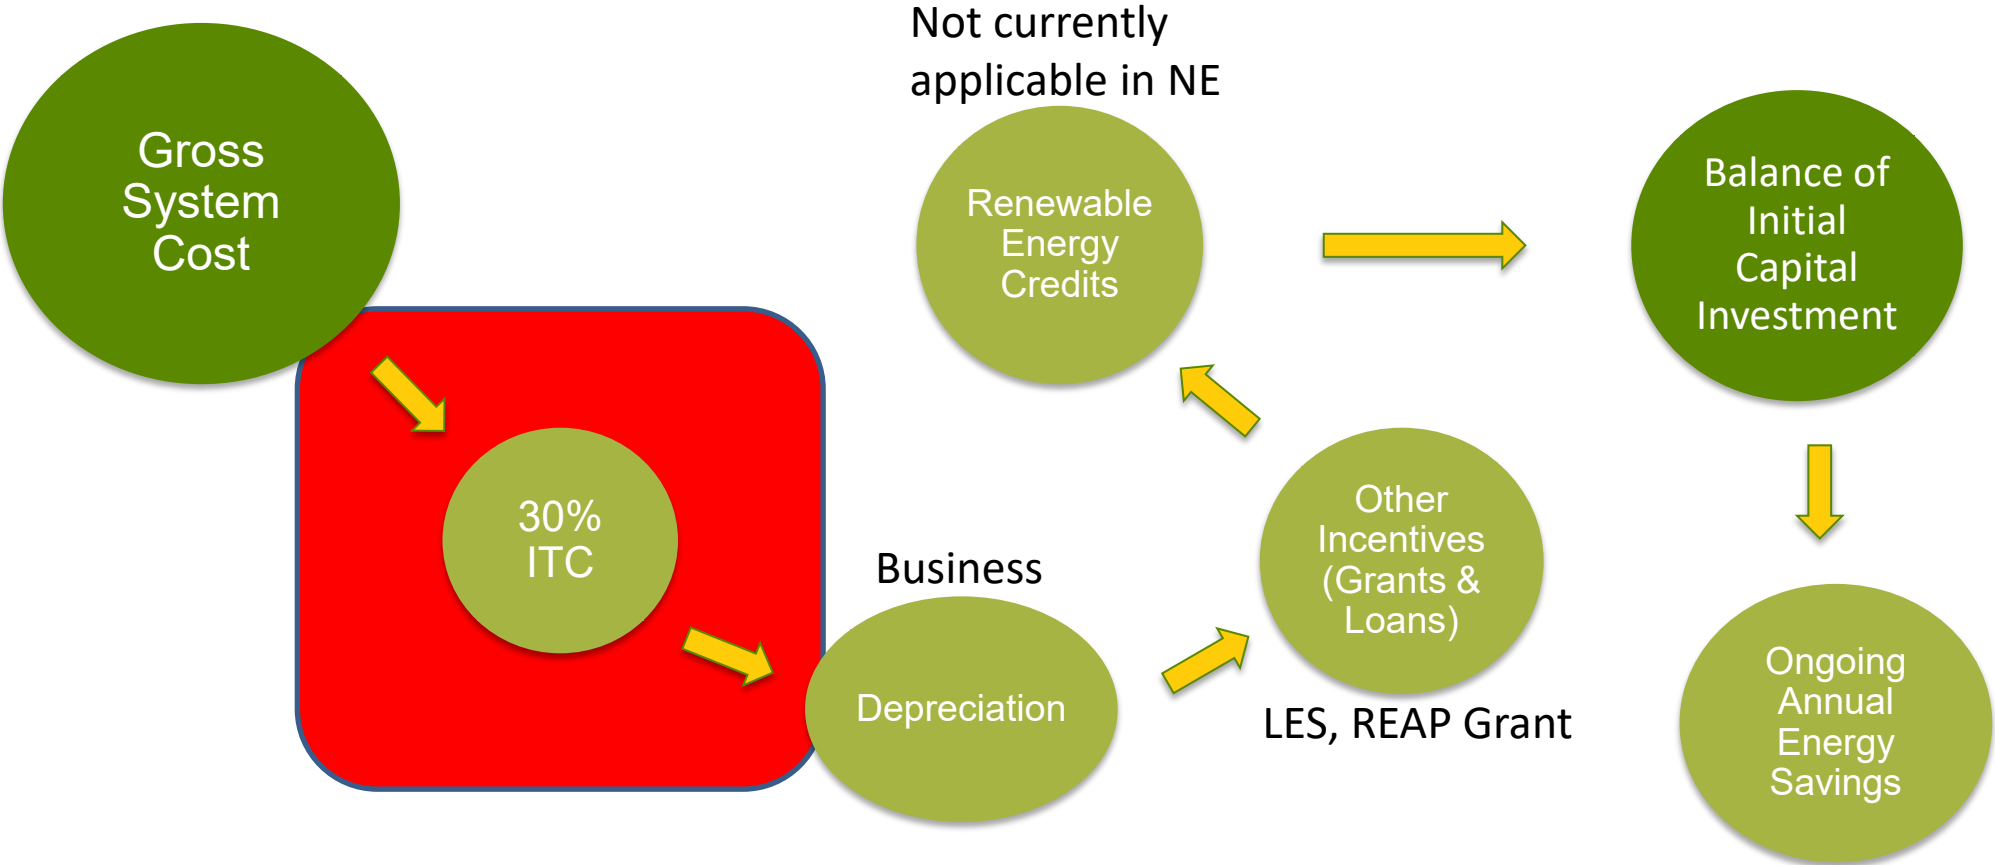 Gross
System
Cost
30%
ITC
Business
Depreciation
Other
Incentives
(Grants &
Loans)
LES, REAP Grant
Not currently
applicable in NE
Renewable
Energy
Credits
Balance of
Initial
Capital
Investment
Ongoing
Annual
Energy
Savings